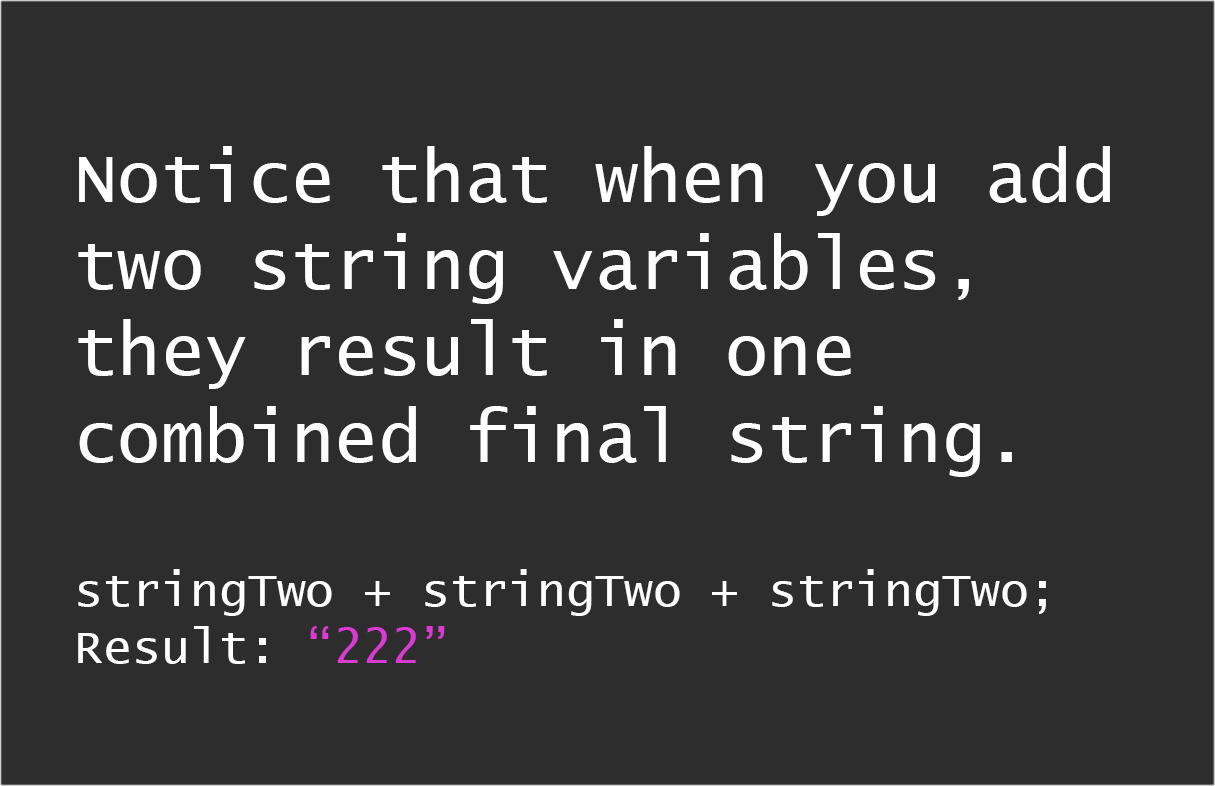 Notice that when you add
two string variables,
they result in one
combined final string.
stringTwo + stringTwo + stringTwo;
Result: “222”